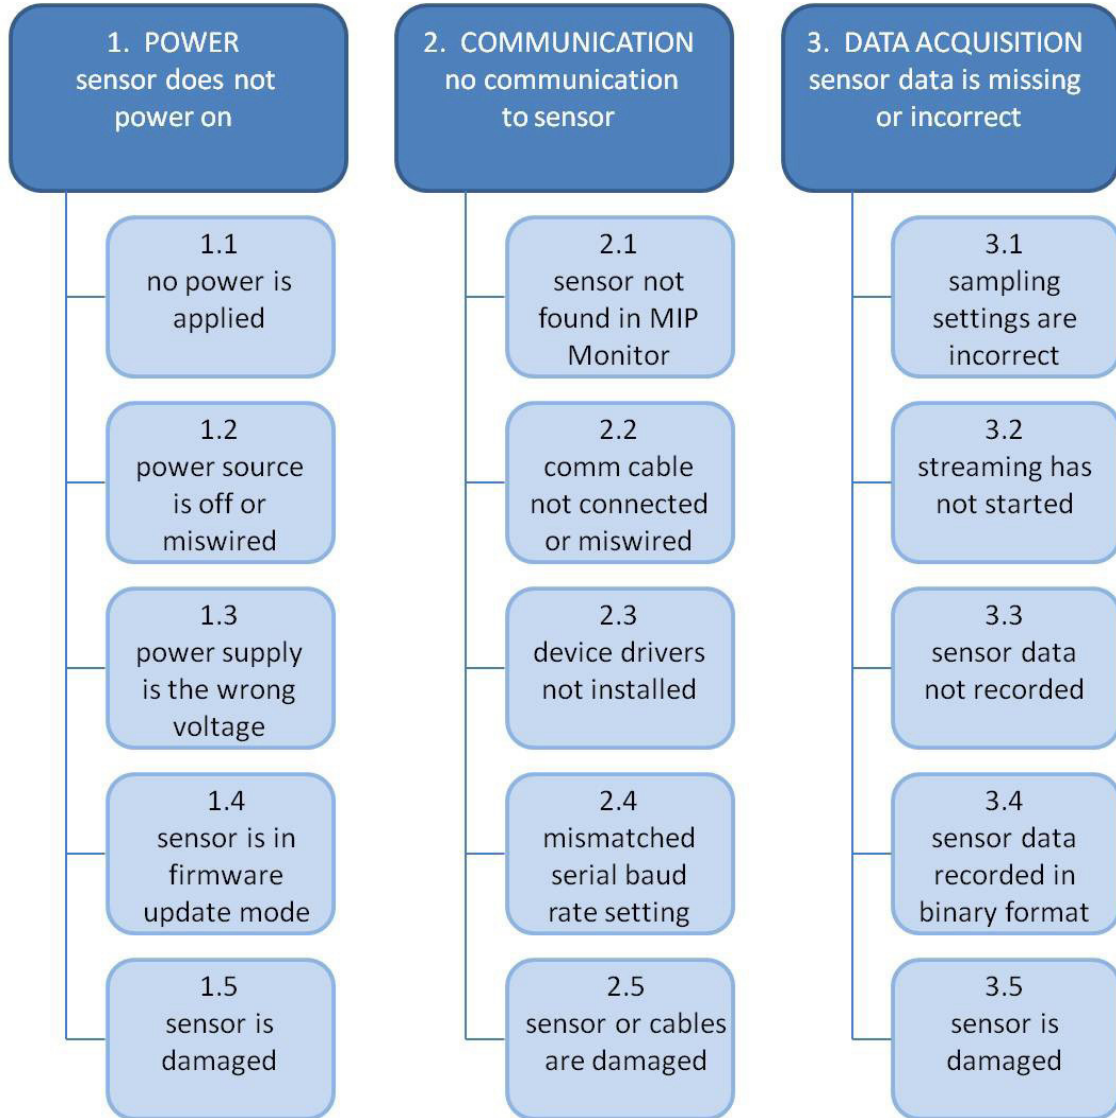 1. POWER
sensor does not
power on
1.1
no power is
applied
1.2
power source
is off or
miswired
1.3
power supply
is the wrong
voltage
1.4
sensor is in
firmware
update mode
1.5
sensor is
damaged
2. COMMUNICATION
no communication
to sensor
2.1
sensor not
found in MIP
Monitor
2.2
comm cable
not connected
or miswired
2.3
device drivers
not installed
2.4
mismatched
serial baud
rate setting
2.5
sensor or cables
are damaged
3. DATA ACQUISITION
sensor data is missing
or incorrect
3.1
sampling
settings are
incorrect
3.2
streaming has
not started
3.3
sensor data
not recorded
3.4
sensor data
recorded in
binary format
3.5
sensor is
damaged